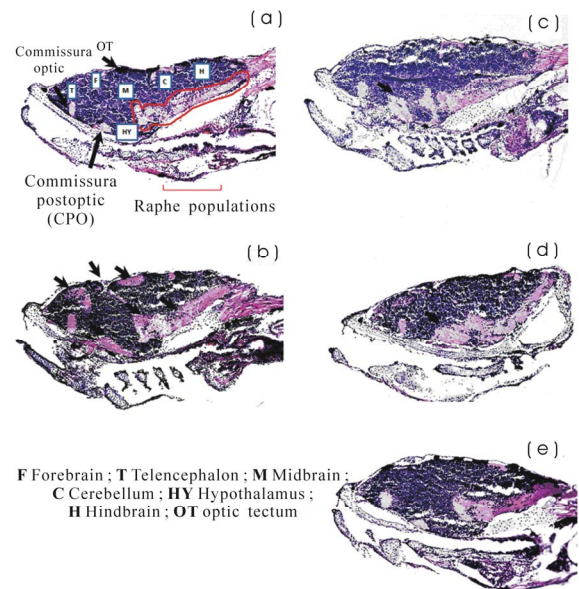 (a)
Commissura
optic
OT
T
F
M
C
H
HY
Commissura
postoptic
(CPO)
Raphe populations
(b)
(c)
(d)
(e)
F Forebrain ; T Telencephalon ; M Midbrain ;
C Cerebellum ; HY Hypothalamus ;
H Hindbrain ; OT optic tectum